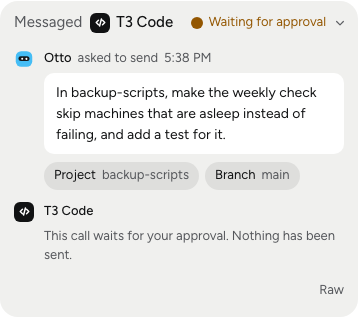 Messaged T3 Code Waiting for approval
Otto asked to send 5:38 PM
In backup-scripts, make the weekly check
skip machines that are asleep instead of
failing, and add a test for it.
Project backup-scripts Branch main
T3 Code
This call waits for your approval. Nothing has been
sent.
Raw